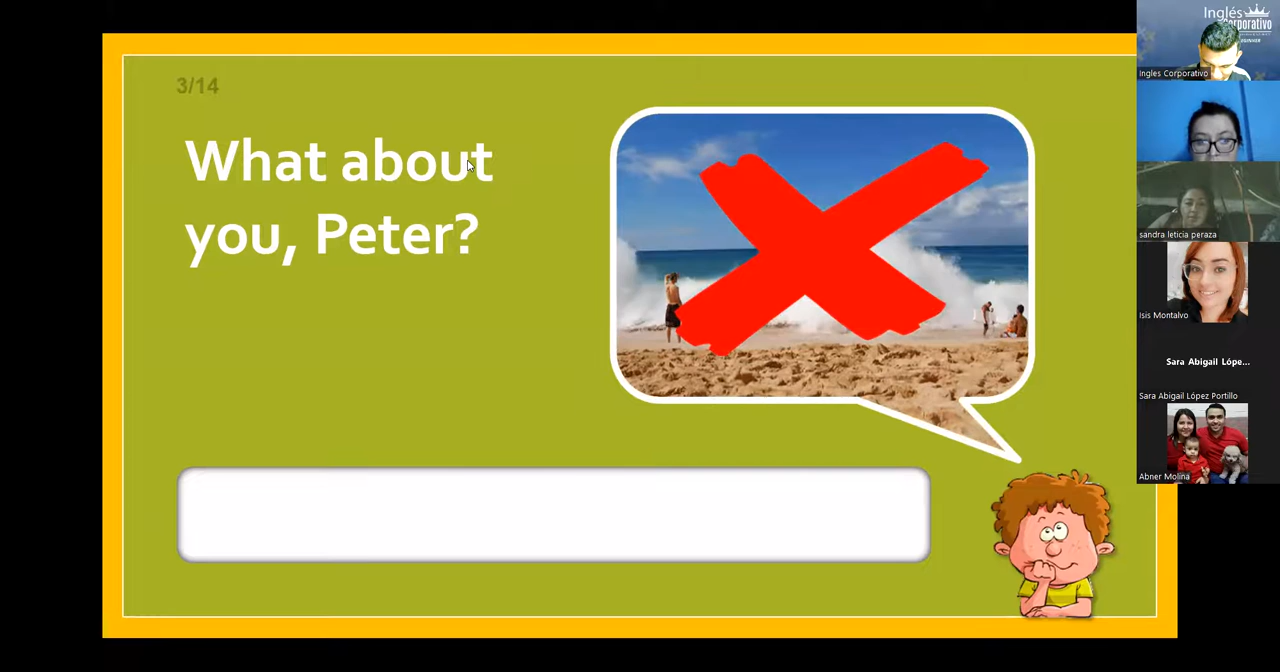 3/14
What about
you, Peter?
Inglés
Corporativo
Ingles Corporativo
sandra leticia peraza
Isis Montalvo
Sara Abigail Lópe...
Sara Abigail López Portillo
Abner Molina